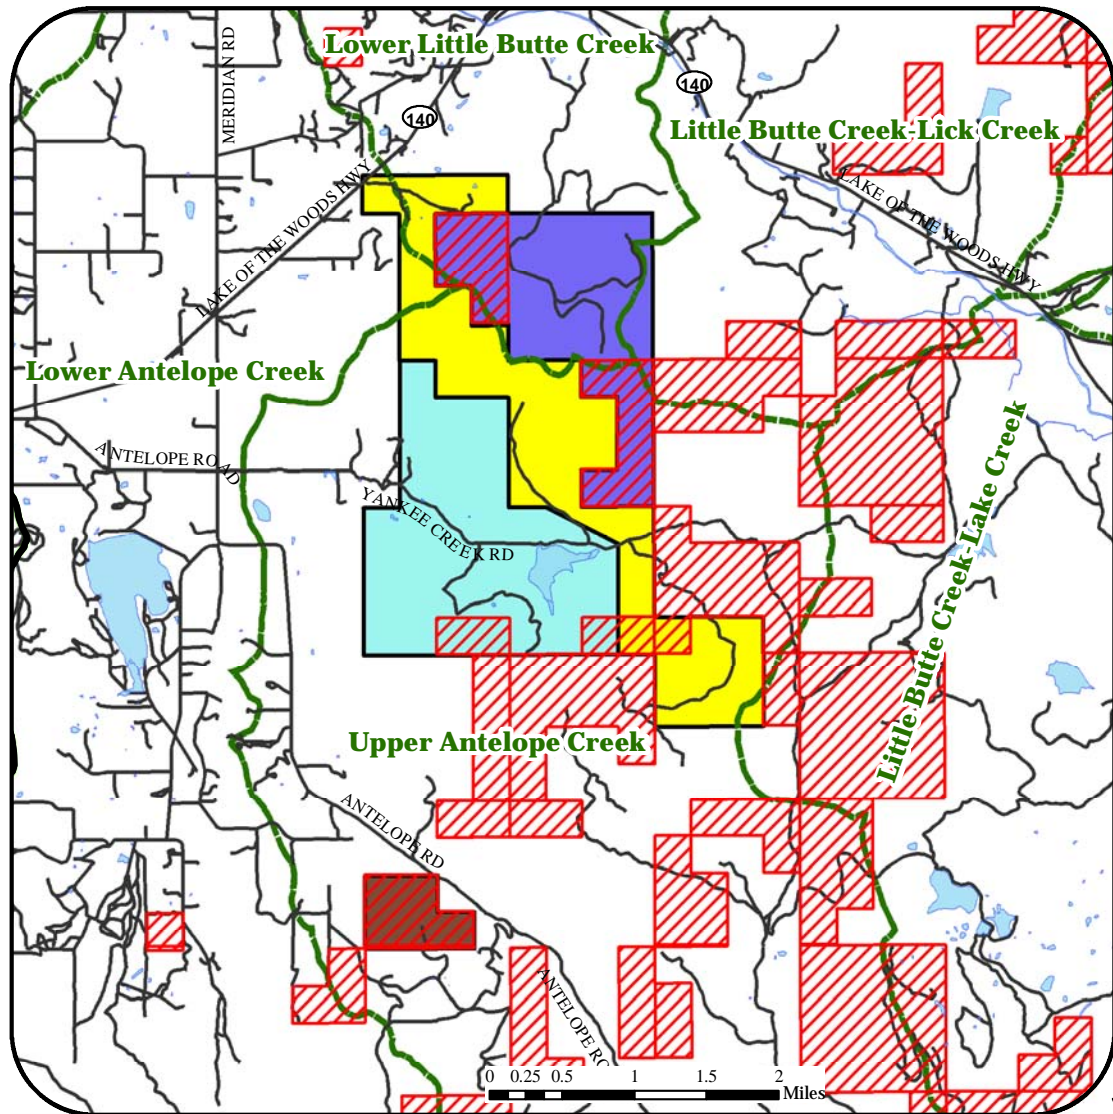 MERIDIAN RD
Lower Little Butte Creek
140
140
Little Butte Creek-Lick Creek
LAKE OF THE WOODS HWY
LAKE OF THE WOODS HWY
Lower Antelope Creek
ANTELOPE ROAD
YANKEE CREEK RD
Little Butte Creek-Lake Creek
Upper Antelope Creek
ANTELOPE RD
ANTELOPE RO
0 0.25 0.5 1 1.5 2
Miles